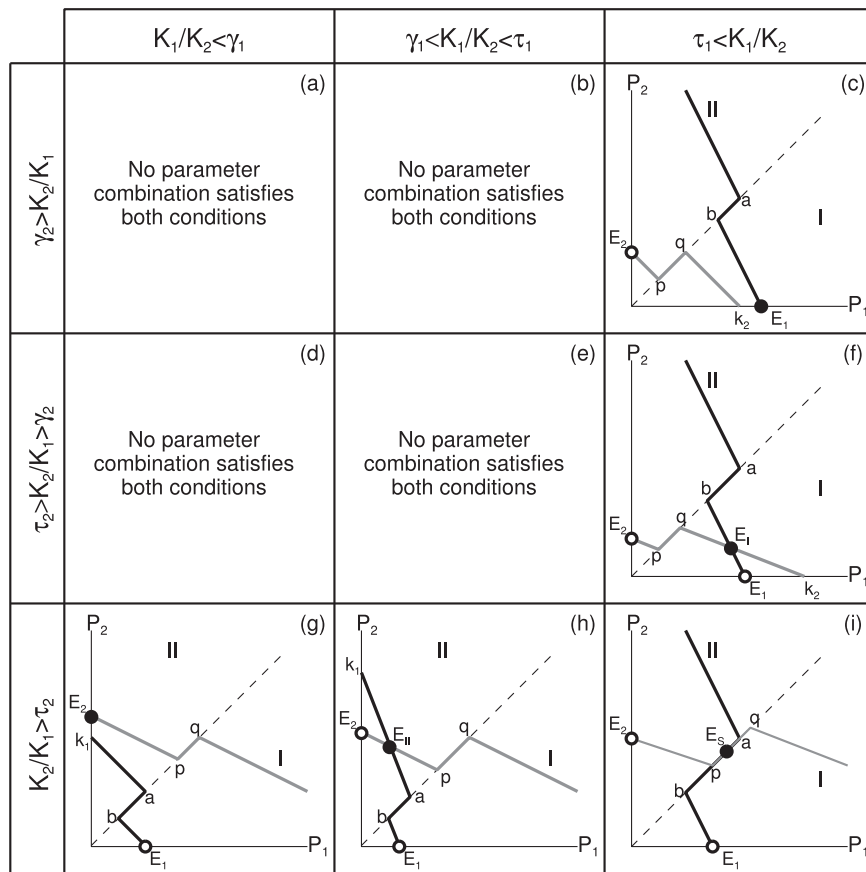 K₁/K₂<γ₁
γ₁<K₁/K₂<τ₁
τ₁<K₁/K₂
γ₂>K₂/K₁
(a)
No parameter
combination satisfies
both conditions
(b)
No parameter
combination satisfies
both conditions
(c)
P₂
II
a
b
I
E₂
q
p
k₂
E₁
P₁
τ₂>K₂/K₁>γ₂
(d)
No parameter
combination satisfies
both conditions
(e)
No parameter
combination satisfies
both conditions
(f)
P₂
II
a
b
I
E₂
q
E_I
p
E₁
k₂
P₁
K₂/K₁>τ₂
(g)
P₂
II
E₂
k₁
q
p
I
a
b
E₁
P₁
(h)
P₂
II
k₁
E₂
E_II
q
p
I
a
b
E₁
P₁
(i)
P₂
II
E₂
E_S
q
a
p
I
b
E₁
P₁